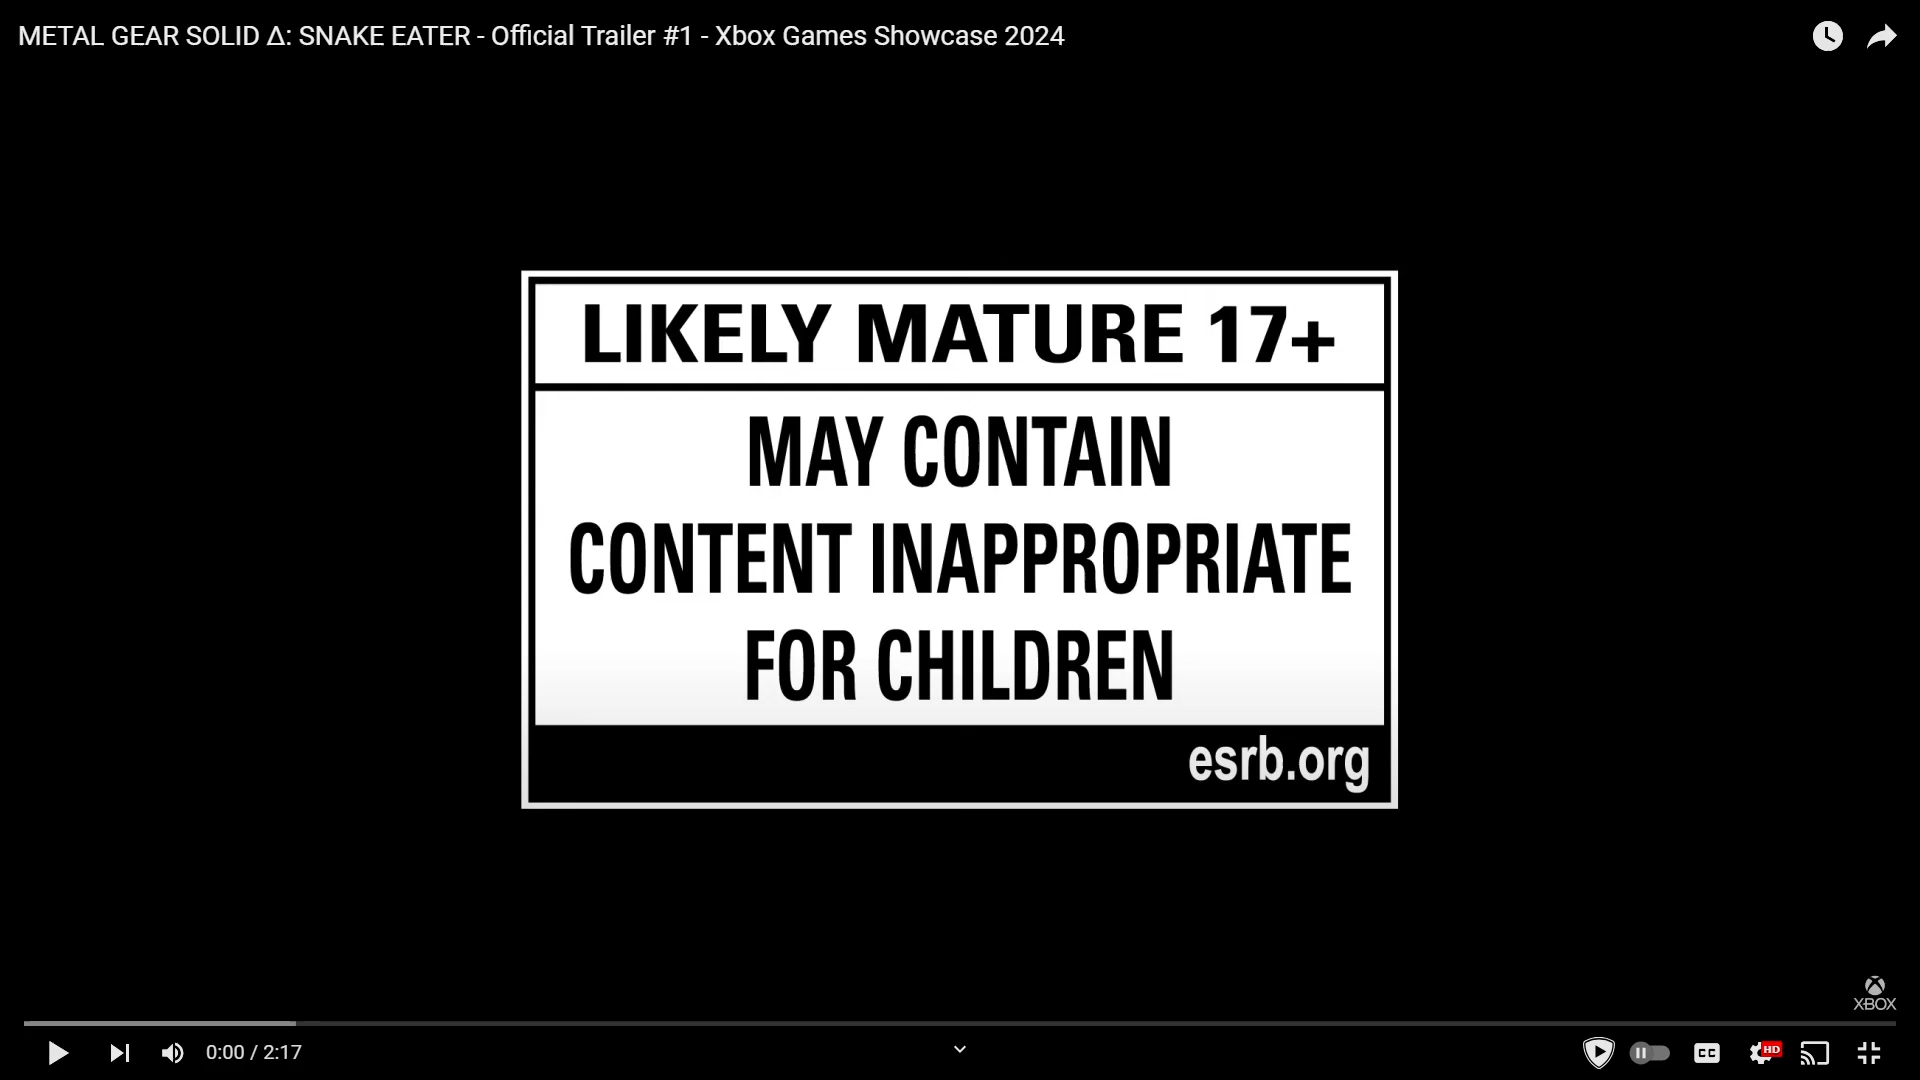 METAL GEAR SOLID Δ: SNAKE EATER - Official Trailer #1 - Xbox Games Showcase 2024
LIKELY MATURE 17+
MAY CONTAIN
CONTENT INAPPROPRIATE
FOR CHILDREN
esrb.org
XBOX
0:00 / 2:17
CC
HD